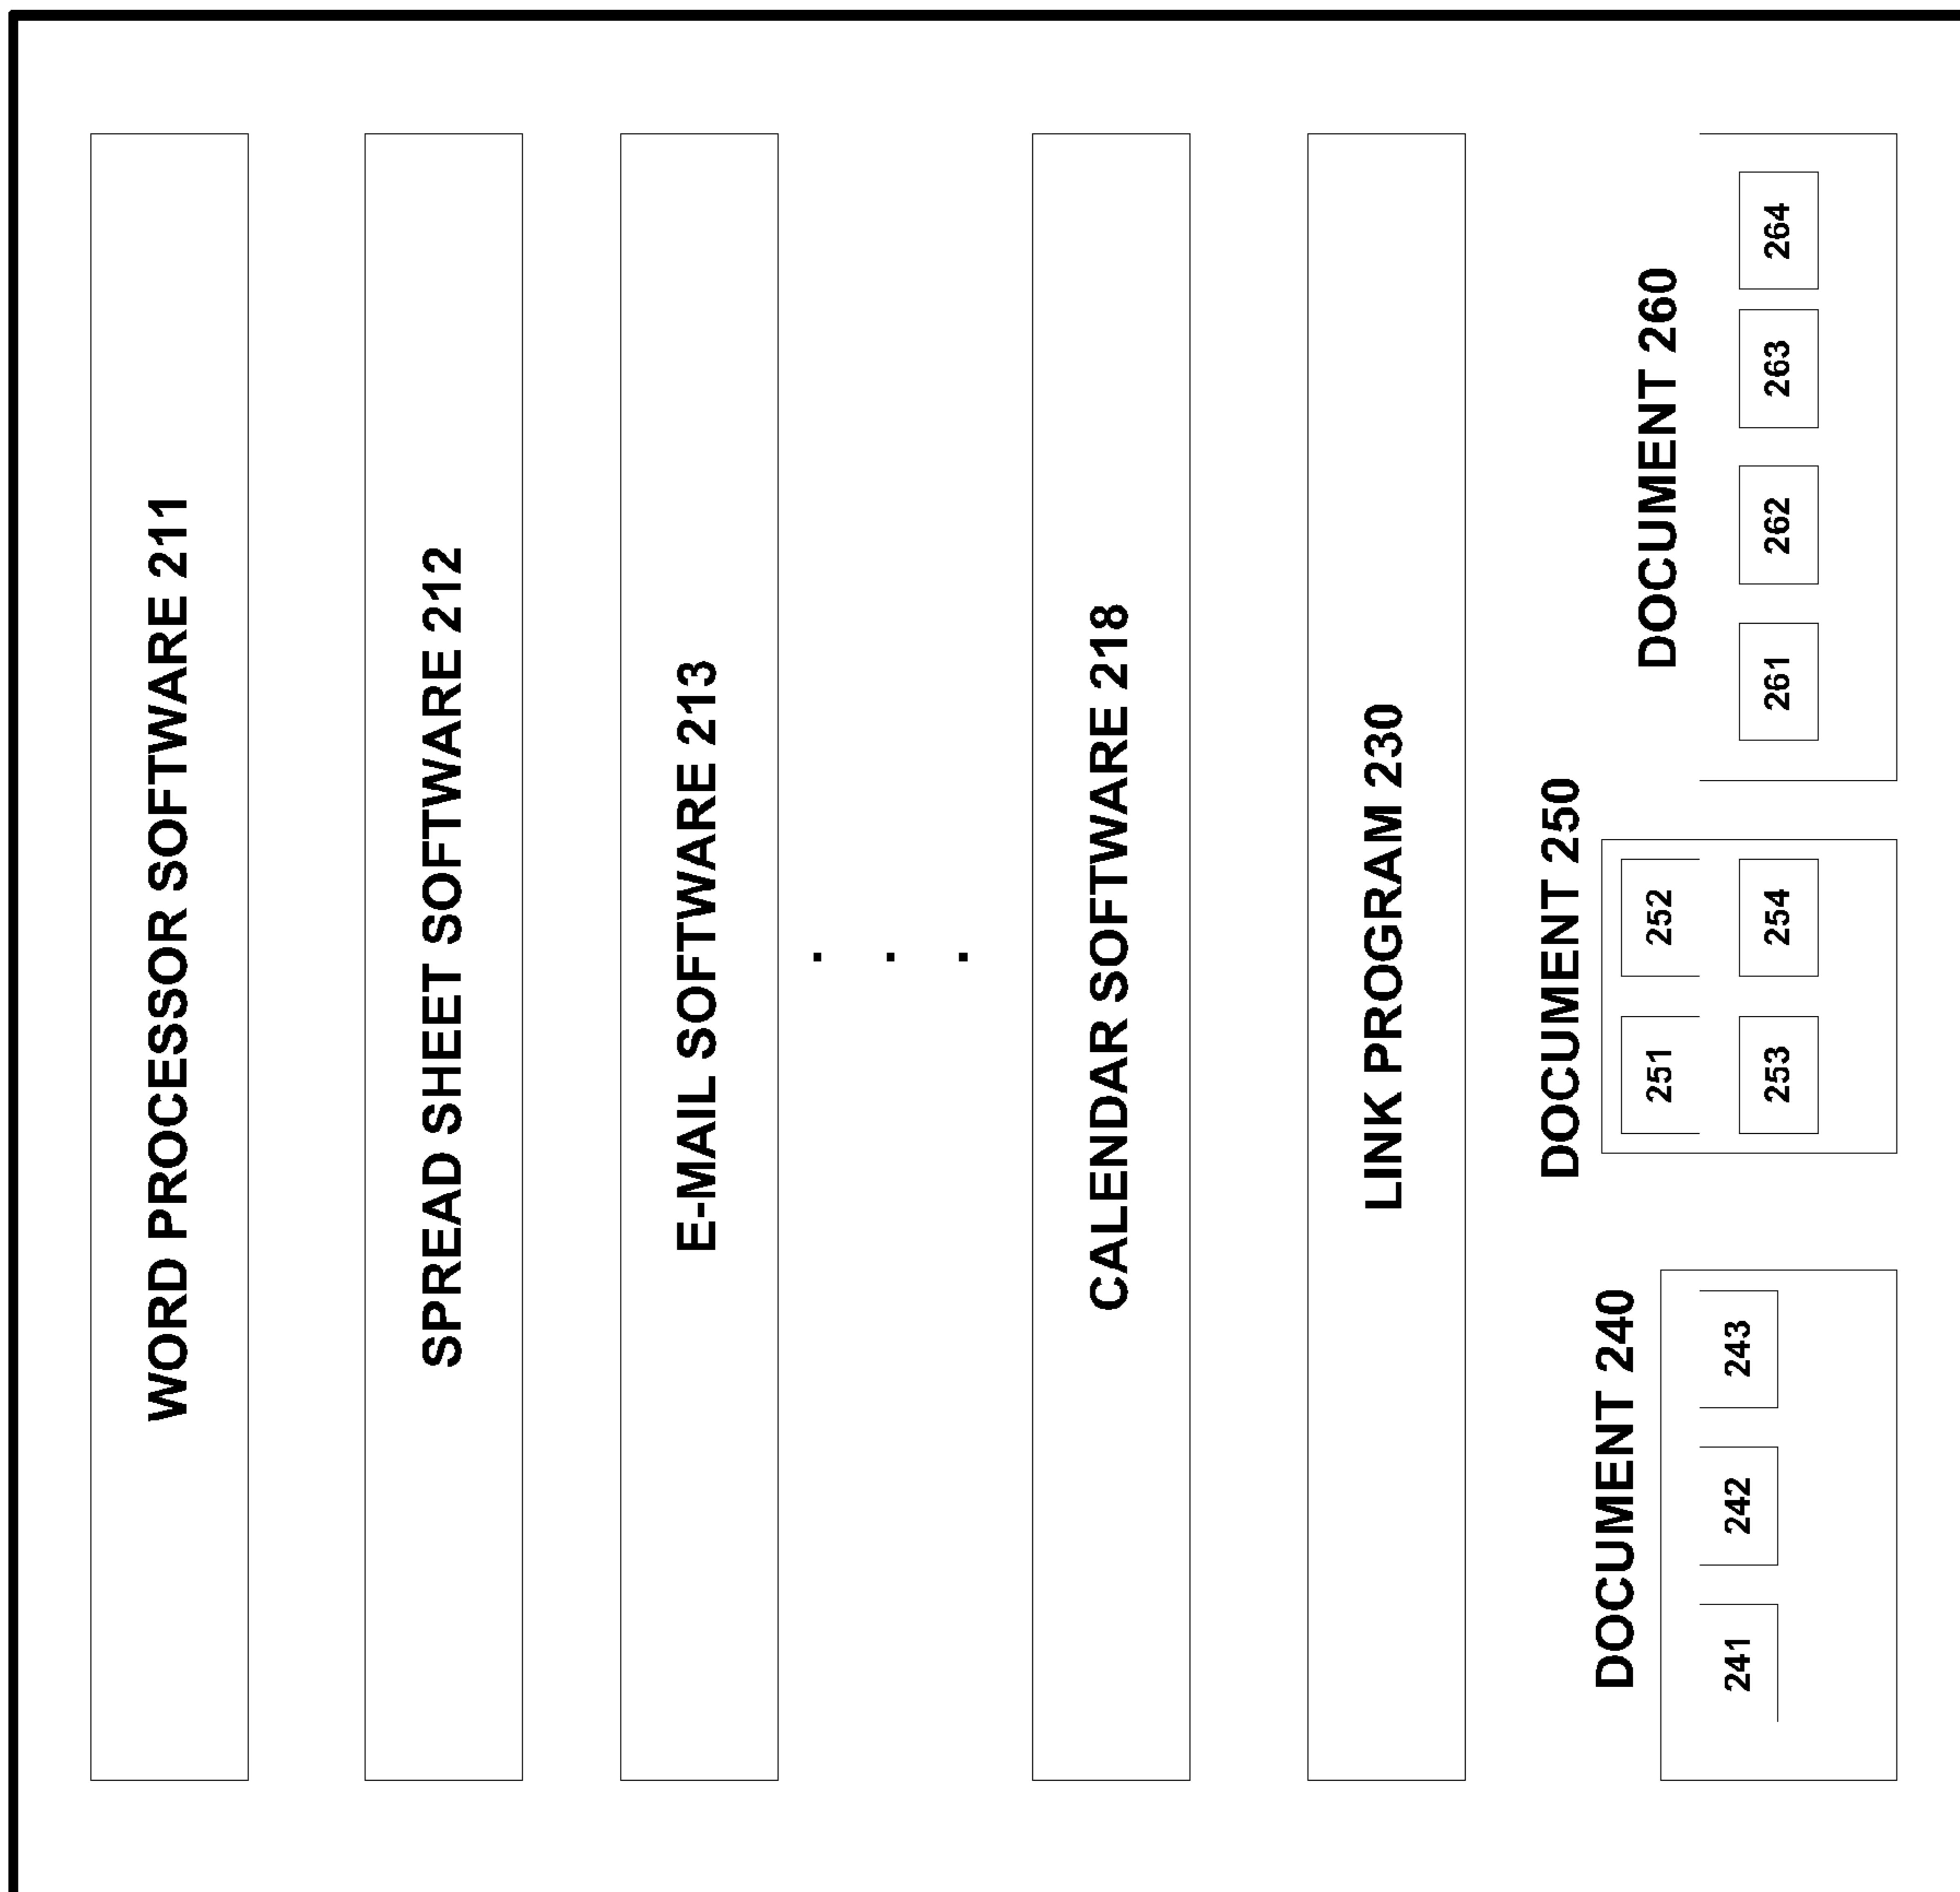 WORD PROCESSOR SOFTWARE 211
SPREAD SHEET SOFTWARE 212
E-MAIL SOFTWARE 213
. . .
CALENDAR SOFTWARE 218
LINK PROGRAM 230
DOCUMENT 240
241 242 243
DOCUMENT 250
251 252
253 254
DOCUMENT 260
261 262 263 264